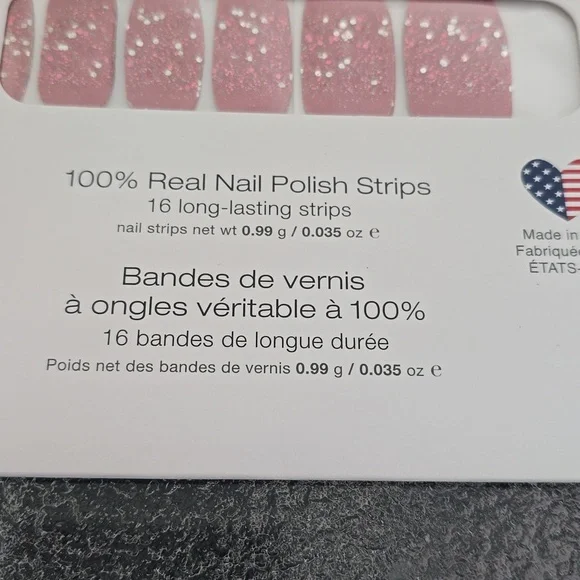 100% Real Nail Polish Strips
16 long-lasting strips
nail strips net wt 0.99 g / 0.035 oz e
Bandes de vernis
à ongles véritable à 100%
16 bandes de longue durée
Poids net des bandes de vernis 0.99 g / 0.035 oz e
Made in
Fabriqué
ÉTATS-